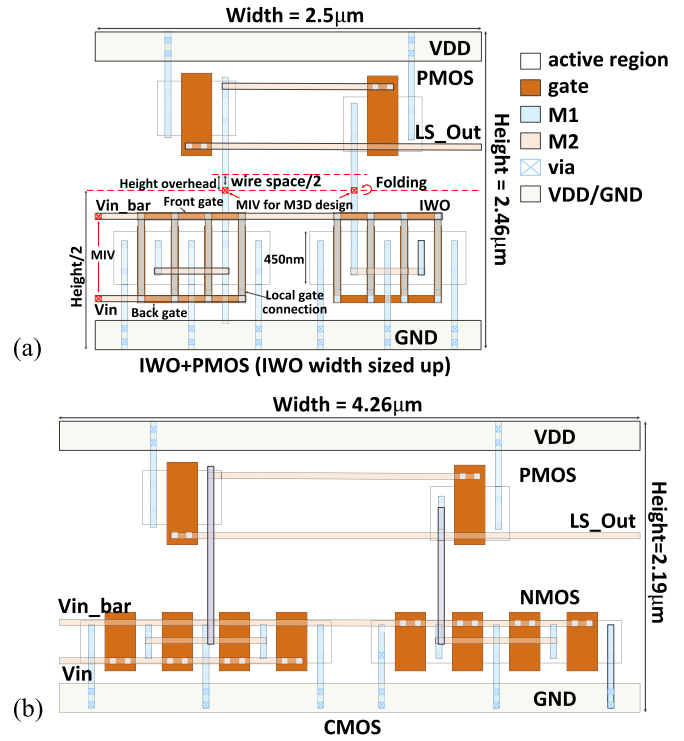 Width = 2.5μm
VDD
PMOS
LS_Out
active region
gate
M1
M2
via
VDD/GND
Height = 2.46μm
Height overhead
wire space/2
Folding
Vin_bar
Front gate
MIV for M3D design
IWO
MIV
450nm
Height/2
Vin
Back gate
Local gate
connection
GND
(a)
IWO+PMOS (IWO width sized up)
Width = 4.26μm
VDD
PMOS
LS_Out
Height=2.19μm
Vin_bar
NMOS
Vin
GND
(b)
CMOS